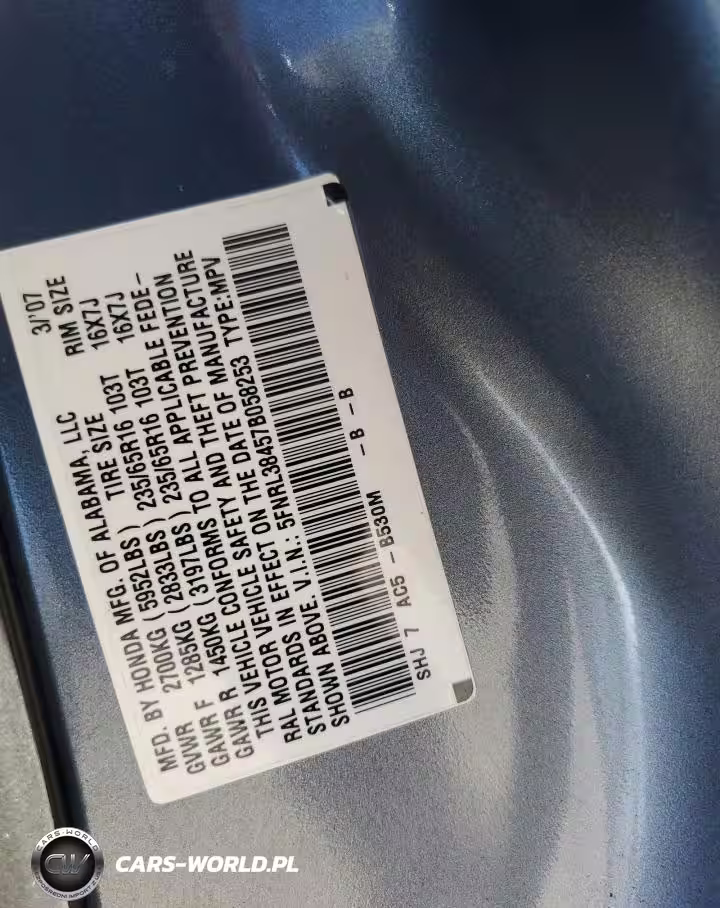 MFD. BY HONDA MFG. OF ALABAMA, LLC 3/'07
GVWR 2700KG ( 5952LBS ) TIRE SIZE RIM SIZE
GAWR F 1285KG ( 2833LBS ) 235/65R16 103T 16X7J
GAWR R 1450KG ( 3197LBS ) 235/65R16 103T 16X7J
THIS VEHICLE CONFORMS TO ALL APPLICABLE FEDE-
RAL MOTOR VEHICLE SAFETY AND THEFT PREVENTION
STANDARDS IN EFFECT ON THE DATE OF MANUFACTURE
SHOWN ABOVE. V.I.N.: 5FNRL38457B058253 TYPE:MPV
SHJ 7 AC5 - B530M - B - B
CARS-WORLD
CW
CARS-WORLD.PL